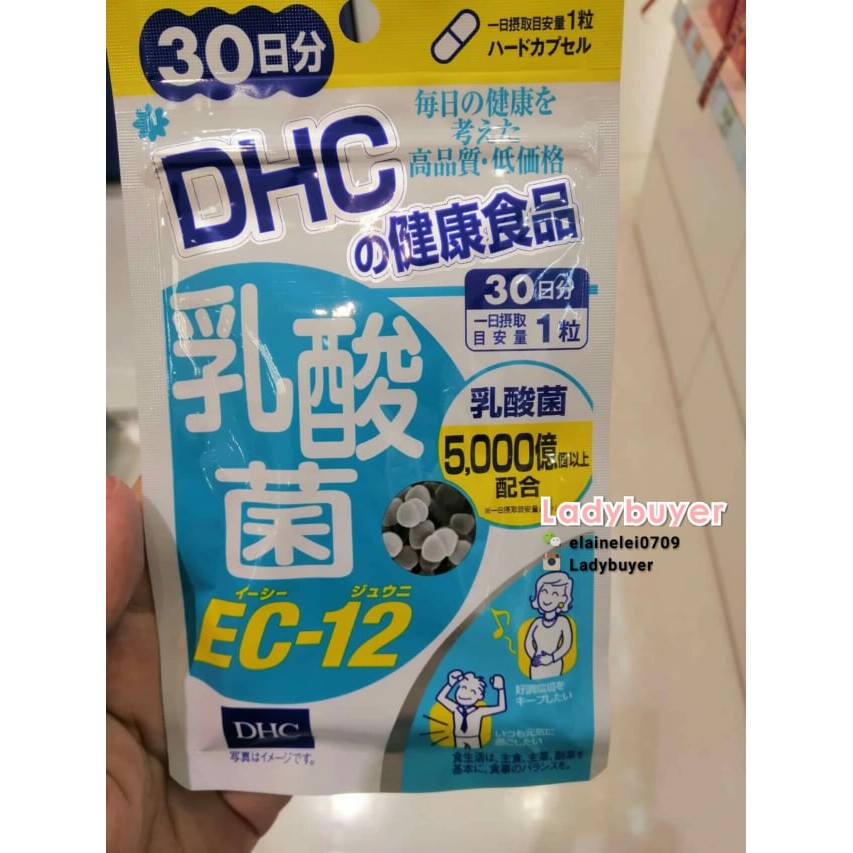 30日分
一日摂取目安量1粒
ハードカプセル
毎日の健康を
考えた
高品質・低価格
DHC
の健康食品
30日分
一日摂取
目安量 1粒
乳酸菌
乳酸菌
5,000億個以上
配合
※一日摂取目安量
Ladybuyer
elainelei0709
Ladybuyer
イーシー ジュウニ
EC-12
好調環境を
キープしたい
いつも元気に
過ごしたい
DHC
写真はイメージです。
食生活は、主食、主菜、副菜を
基本に、食事のバランスを。